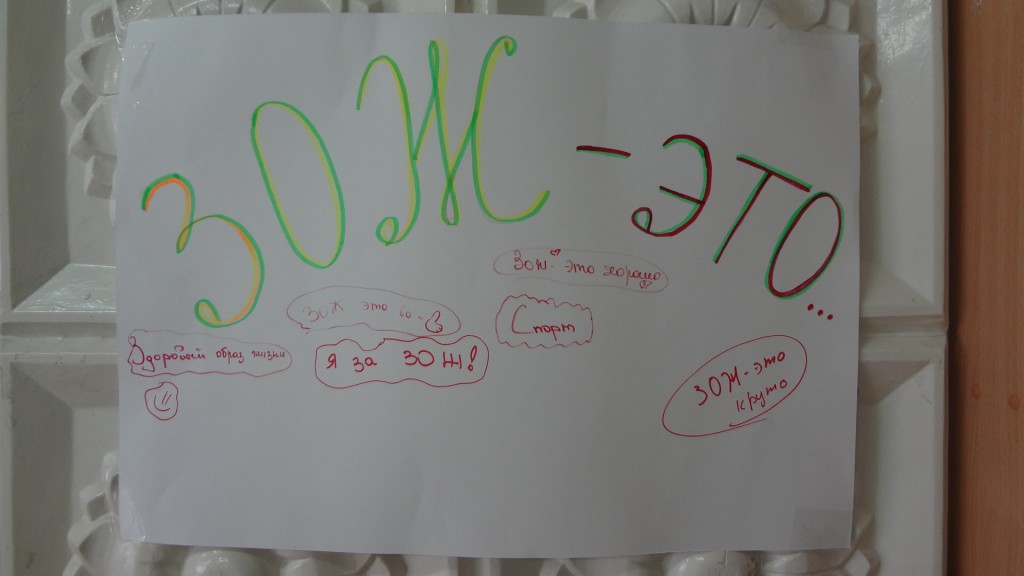 ЗОЖ - ЭТО...
ЗОЖ - это хорошо
ЗОЖ это во -
Спорт
Здоровый образ жизни
Я за ЗОЖ!
ЗОЖ - это
круто